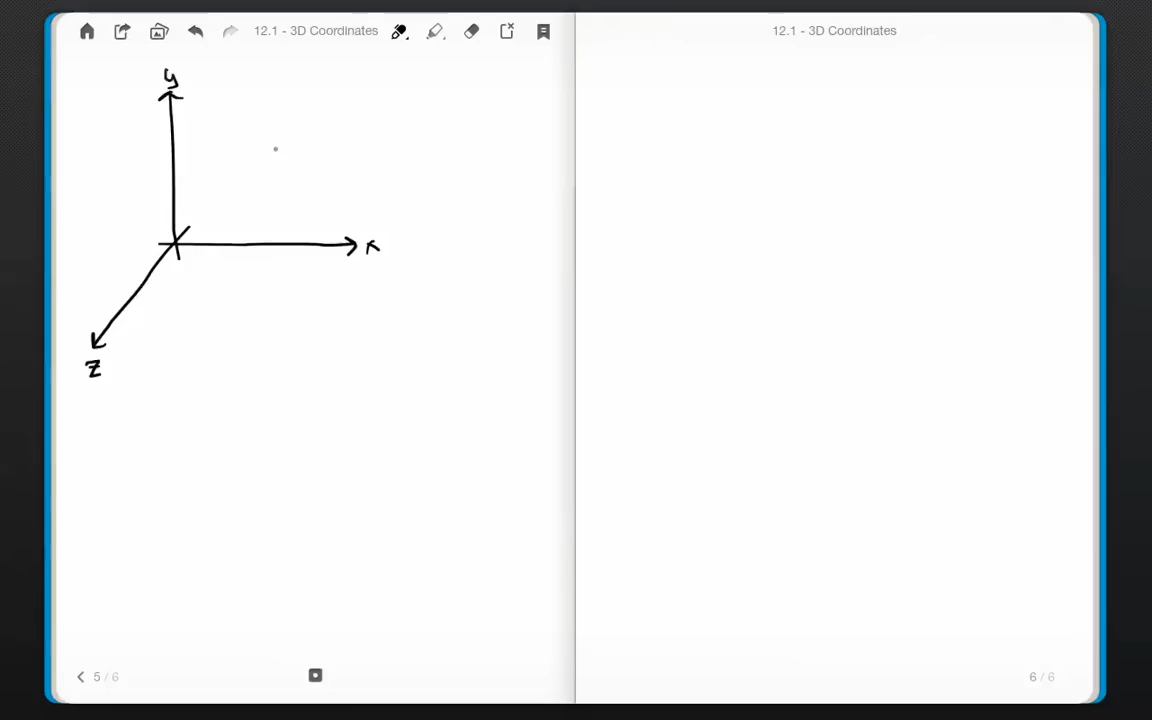 12.1 - 3D Coordinates
12.1 - 3D Coordinates
y
x
z
5 / 6
6 / 6